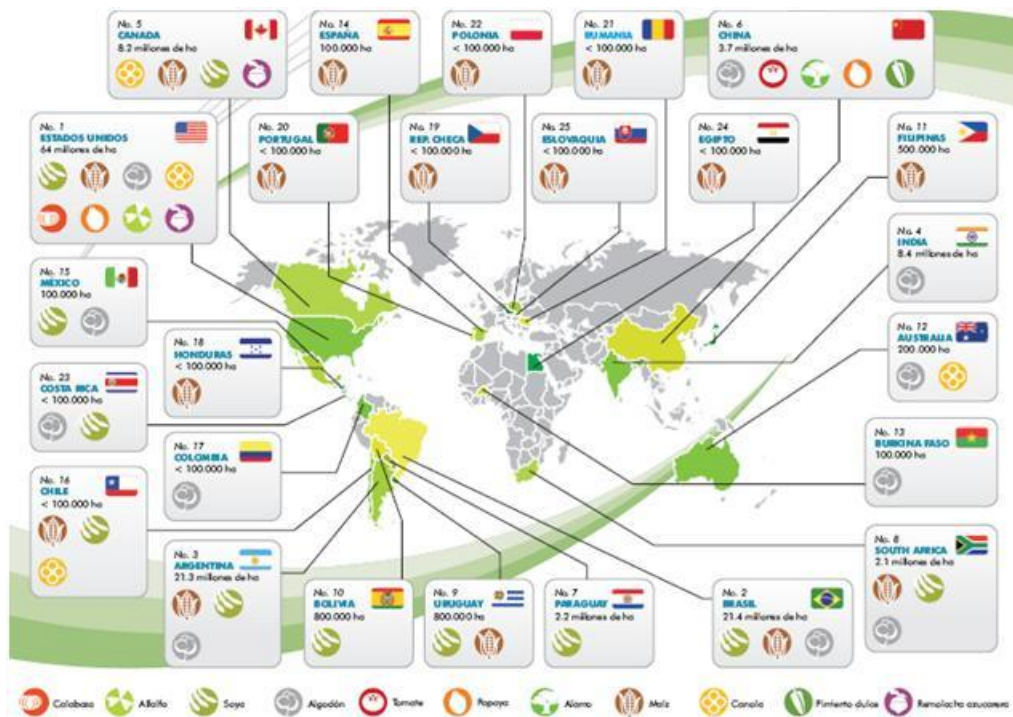 No. 5
CANADA
8.2 millones de ha
No. 14
ESPAÑA
100.000 ha
No. 22
POLONIA
< 100.000 ha
No. 21
RUMANIA
< 100.000 ha
No. 6
CHINA
3.7 millones de ha
No. 1
ESTADOS UNIDOS
64 millones de ha
No. 20
PORTUGAL
< 100.000 ha
No. 19
REP. CHECA
< 100.000 ha
No. 25
ESLOVAQUIA
< 100.000 ha
No. 24
EGIPTO
< 100.000 ha
No. 11
FILIPINAS
500.000 ha
No. 4
INDIA
8.4 millones de ha
No. 15
MÉXICO
100.000 ha
No. 18
HONDURAS
< 100.000 ha
No. 12
AUSTRALIA
200.000 ha
No. 23
COSTA RICA
< 100.000 ha
No. 17
COLOMBIA
< 100.000 ha
No. 13
BURKINA FASO
100.000 ha
No. 16
CHILE
< 100.000 ha
No. 3
ARGENTINA
21.3 millones de ha
No. 10
BOLIVIA
800.000 ha
No. 9
URUGUAY
800.000 ha
No. 7
PARAGUAY
2.2 millones de ha
No. 2
BRASIL
21.4 millones de ha
No. 8
SOUTH AFRICA
2.1 millones de ha
Calabaza Alfalfa Soya Algodón Tomate Papaya Alamo Maíz Canola Pimiento dulce Remolacha azucarera